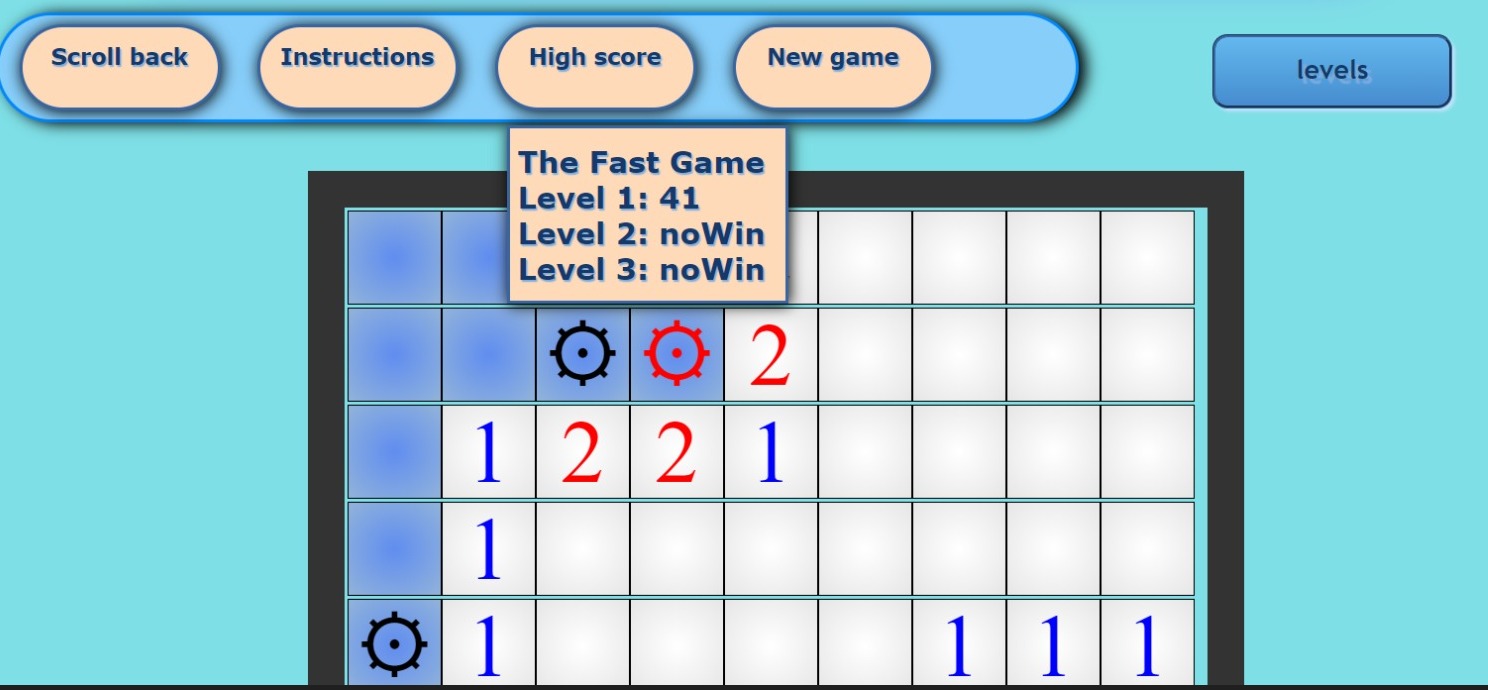 Scroll back Instructions High score New game levels
The Fast Game
Level 1: 41
Level 2: noWin
Level 3: noWin
2
1 2 2 1
1
1 1 1 1